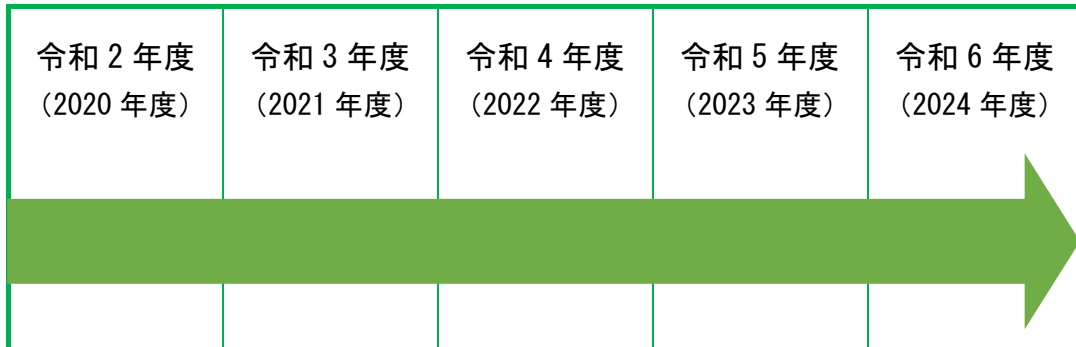 令和 2 年度
（2020 年度）
令和 3 年度
（2021 年度）
令和 4 年度
（2022 年度）
令和 5 年度
（2023 年度）
令和 6 年度
（2024 年度）